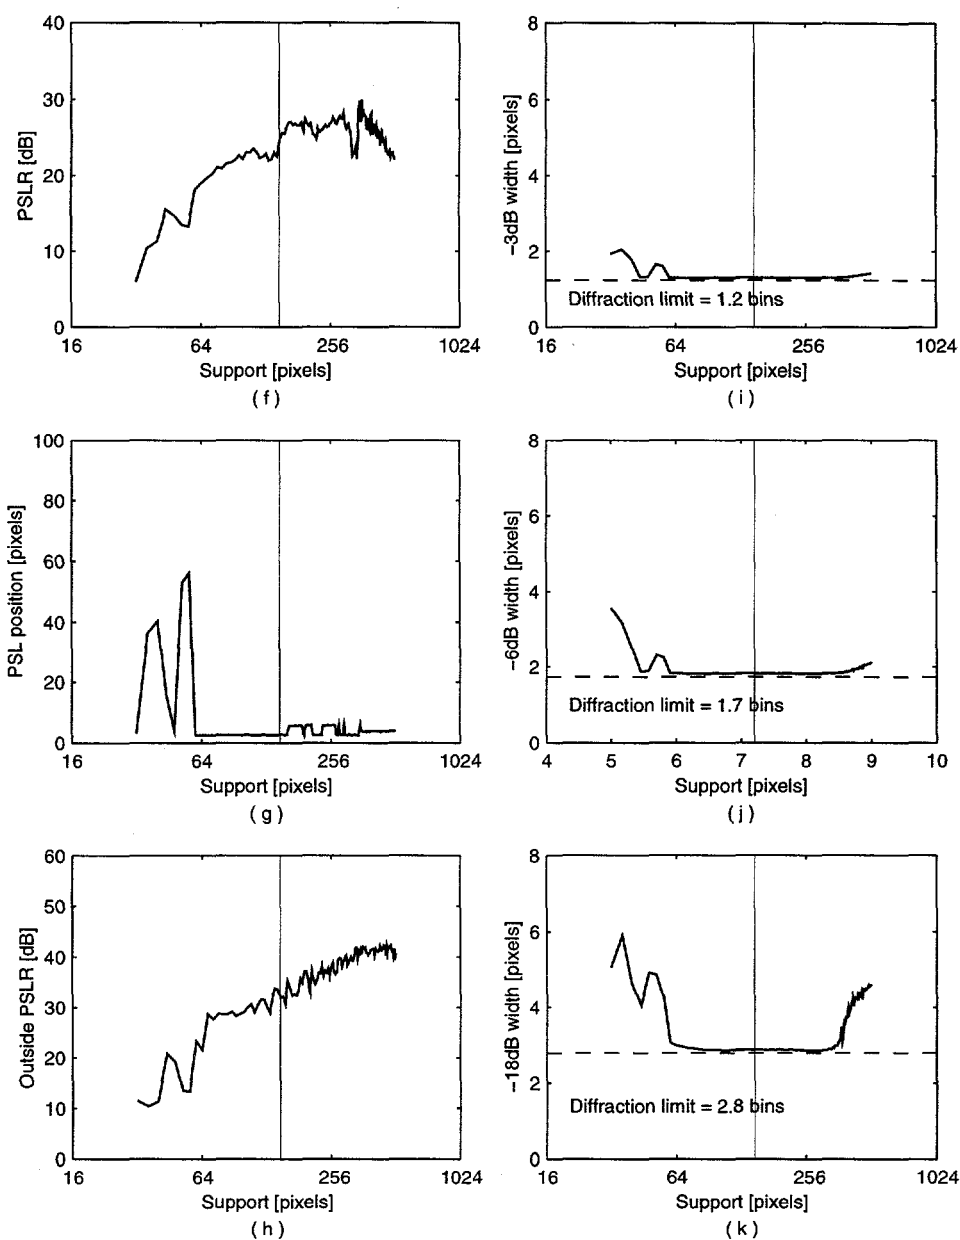 40
30
20
10
0
PSLR [dB]
16 64 256 1024
Support [pixels]
( f )
8
6
4
2
0
−3dB width [pixels]
Diffraction limit = 1.2 bins
16 64 256 1024
Support [pixels]
( i )
100
80
60
40
20
0
PSL position [pixels]
16 64 256 1024
Support [pixels]
( g )
8
6
4
2
0
−6dB width [pixels]
Diffraction limit = 1.7 bins
4 5 6 7 8 9 10
Support [pixels]
( j )
60
50
40
30
20
10
0
Outside PSLR [dB]
16 64 256 1024
Support [pixels]
( h )
8
6
4
2
0
−18dB width [pixels]
Diffraction limit = 2.8 bins
16 64 256 1024
Support [pixels]
( k )